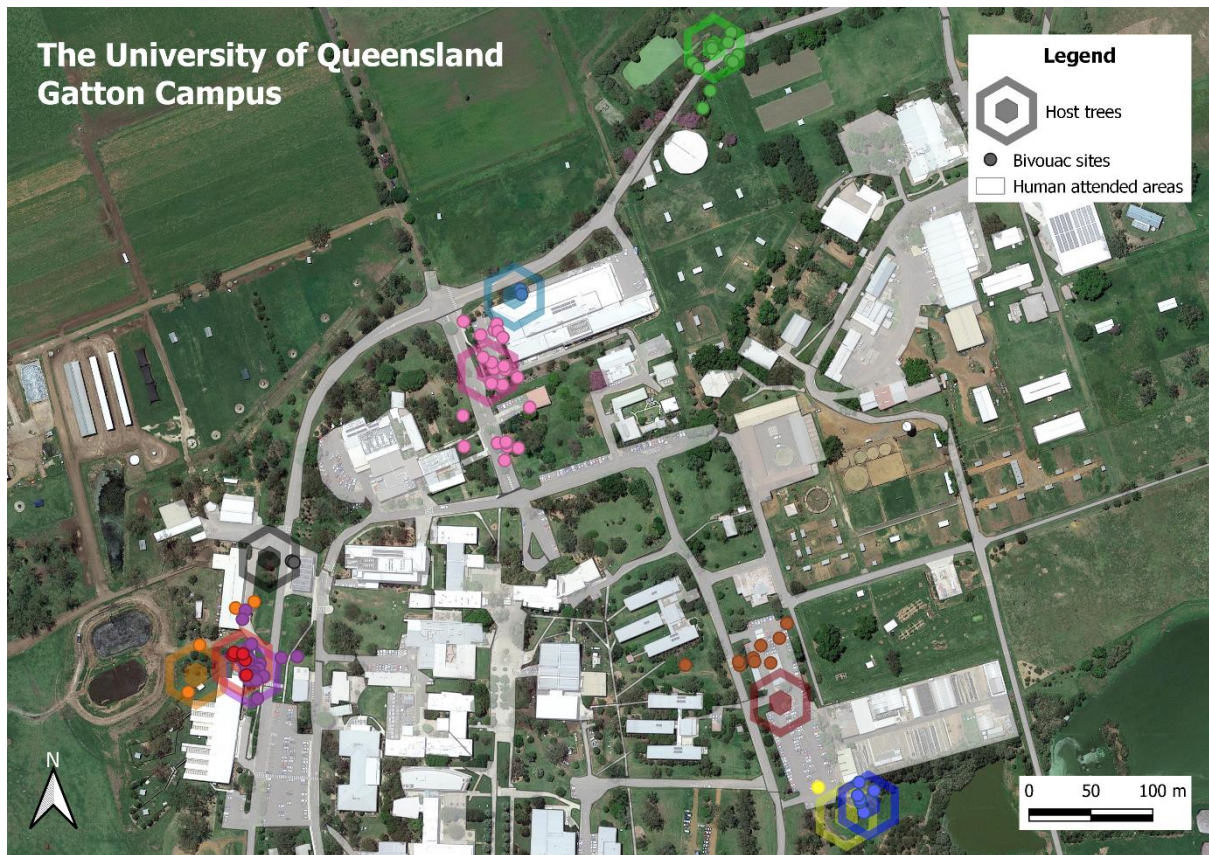 The University of Queensland
Gatton Campus
Legend
Host trees
Bivouac sites
Human attended areas
N
0 50 100 m